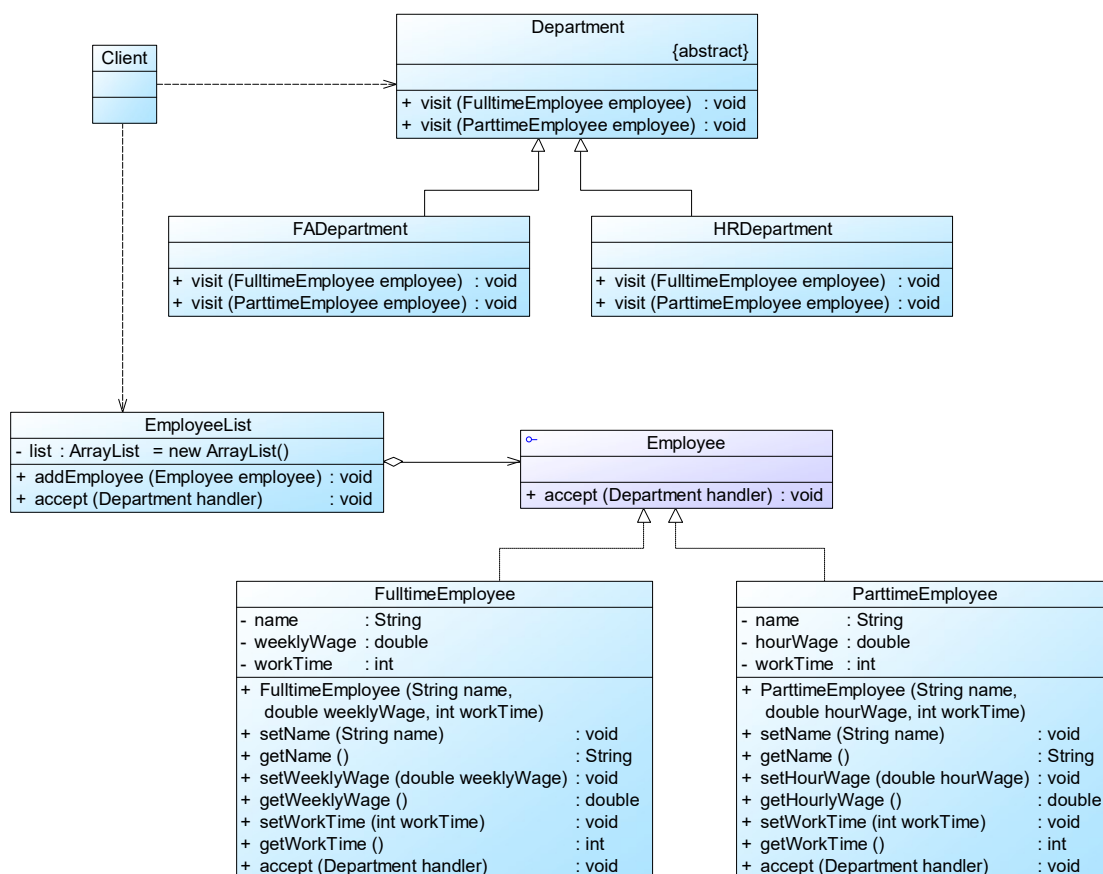 Client
Department
{abstract}
+ visit (FulltimeEmployee employee) : void
+ visit (ParttimeEmployee employee) : void
FADepartment
+ visit (FulltimeEmployee employee) : void
+ visit (ParttimeEmployee employee) : void
HRDepartment
+ visit (FulltimeEmployee employee) : void
+ visit (ParttimeEmployee employee) : void
EmployeeList
- list : ArrayList = new ArrayList()
+ addEmployee (Employee employee) : void
+ accept (Department handler) : void
Employee
+ accept (Department handler) : void
FulltimeEmployee
- name : String
- weeklyWage : double
- workTime : int
+ FulltimeEmployee (String name,
double weeklyWage, int workTime)
+ setName (String name) : void
+ getName () : String
+ setWeeklyWage (double weeklyWage) : void
+ getWeeklyWage () : double
+ setWorkTime (int workTime) : void
+ getWorkTime () : int
+ accept (Department handler) : void
ParttimeEmployee
- name : String
- hourWage : double
- workTime : int
+ ParttimeEmployee (String name,
double hourWage, int workTime)
+ setName (String name) : void
+ getName () : String
+ setHourWage (double hourWage) : void
+ getHourlyWage () : double
+ setWorkTime (int workTime) : void
+ getWorkTime () : int
+ accept (Department handler) : void